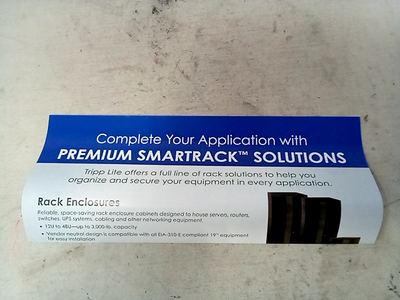 Complete Your Application with
PREMIUM SMARTRACK™ SOLUTIONS
Tripp Lite offers a full line of rack solutions to help you
organize and secure your equipment in every application.
Rack Enclosures
Reliable, space-saving rack enclosure cabinets designed to house servers, routers,
switches, UPS systems, cabling and other networking equipment.
• 12U to 48U—up to 3,000 lb. capacity
• Vendor neutral design is compatible with all EIA-310-E compliant 19" equipment
for easy installation